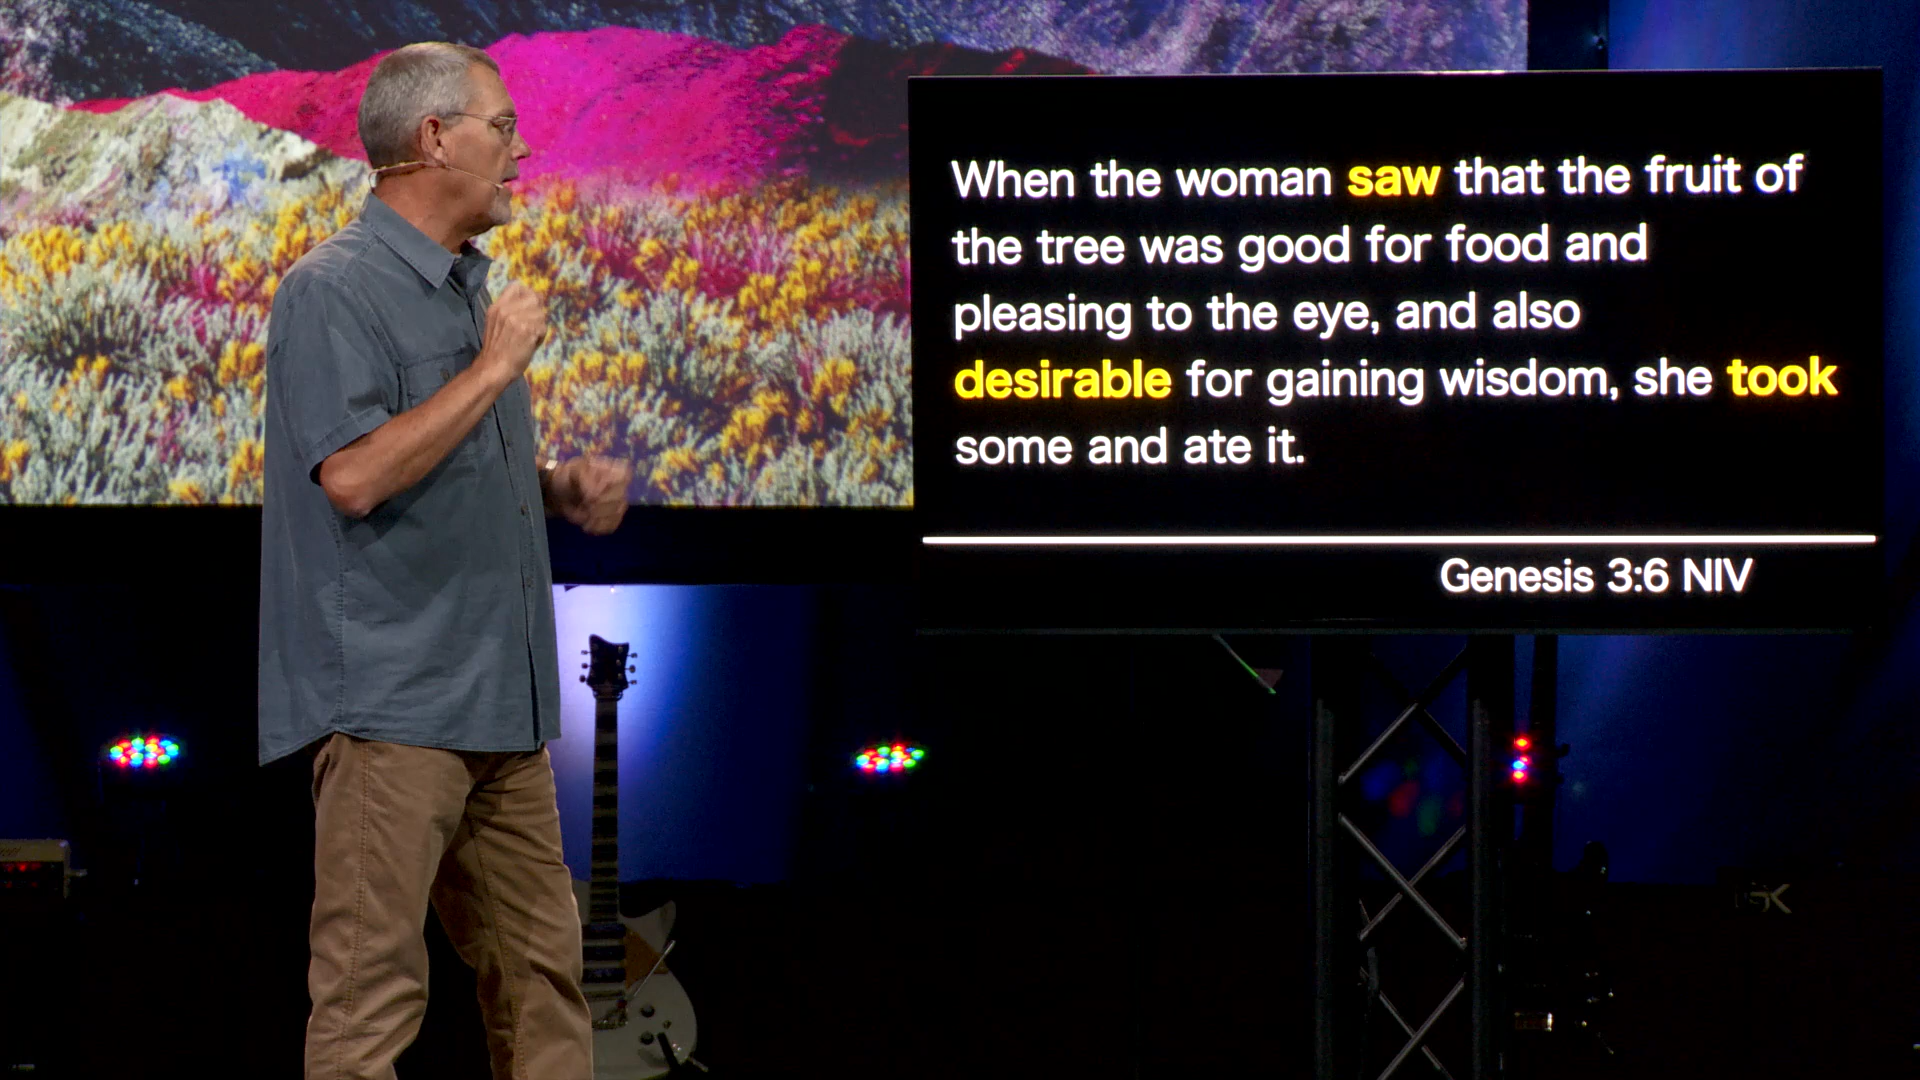 When the woman saw that the fruit of
the tree was good for food and
pleasing to the eye, and also
desirable for gaining wisdom, she took
some and ate it.
Genesis 3:6 NIV